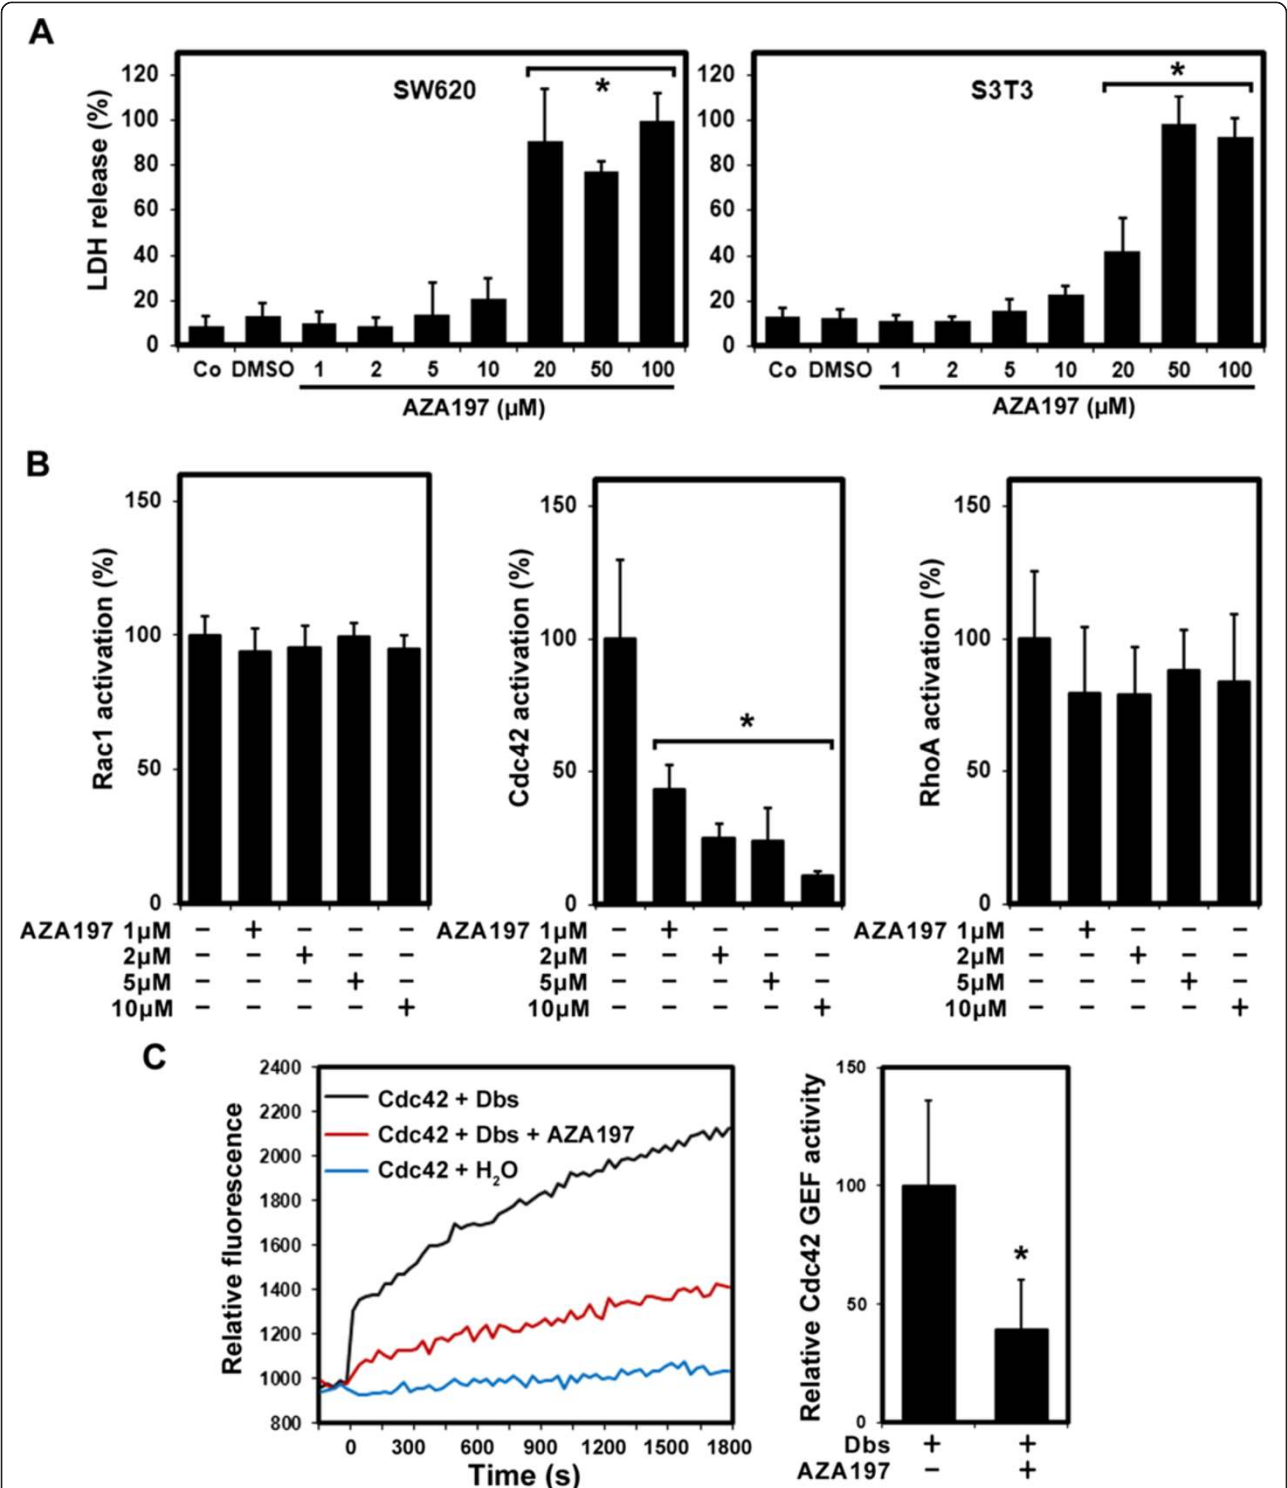 A
LDH release (%)
120
100
80
60
40
20
0
SW620
*
Co DMSO 1 2 5 10 20 50 100
AZA197 (µM)
120
100
80
60
40
20
0
S3T3
*
Co DMSO 1 2 5 10 20 50 100
AZA197 (µM)
B
Rac1 activation (%)
150
100
50
0
AZA197 1µM − + − − −
2µM − − + − −
5µM − − − + −
10µM − − − − +
Cdc42 activation (%)
150
100
50
0
*
AZA197 1µM − + − − −
2µM − − + − −
5µM − − − + −
10µM − − − − +
RhoA activation (%)
150
100
50
0
AZA197 1µM − + − − −
2µM − − + − −
5µM − − − + −
10µM − − − − +
C
Relative fluorescence
2400
2200
2000
1800
1600
1400
1200
1000
800
Cdc42 + Dbs
Cdc42 + Dbs + AZA197
Cdc42 + H₂O
0 300 600 900 1200 1500 1800
Time (s)
Relative Cdc42 GEF activity
150
100
50
0
*
Dbs + +
AZA197 − +